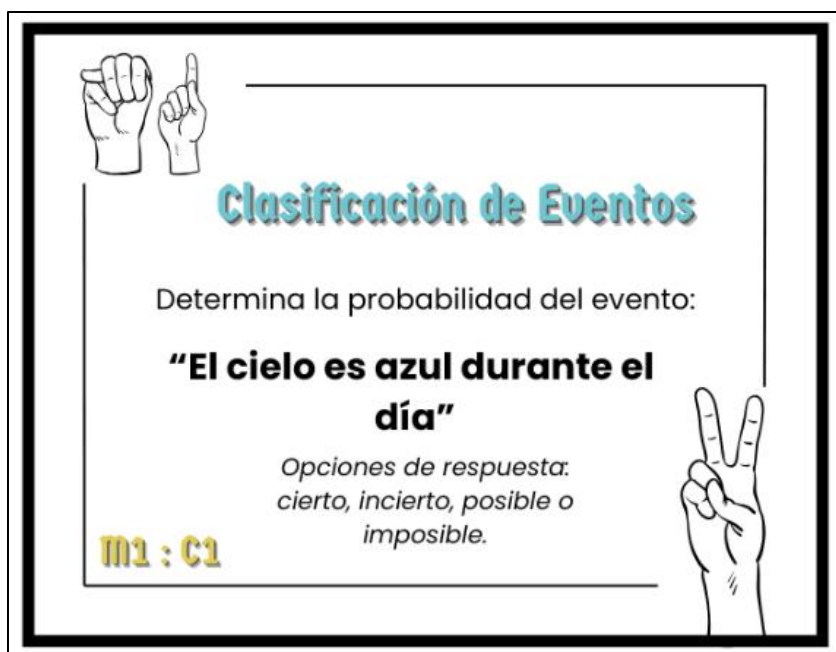 Clasificación de Eventos
Determina la probabilidad del evento:
“El cielo es azul durante el
día”
Opciones de respuesta:
cierto, incierto, posible o
imposible.
M1 : C1